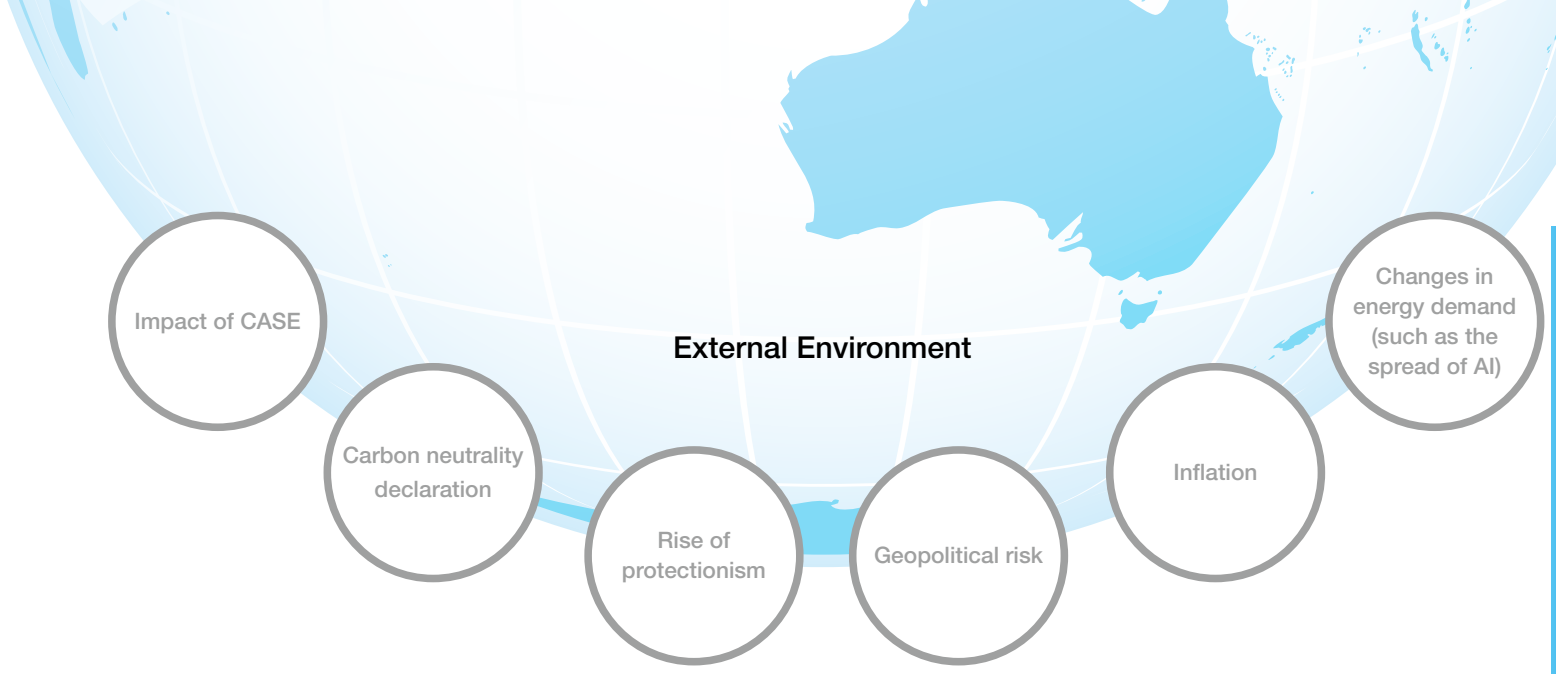 External Environment
Impact of CASE
Carbon neutrality
declaration
Rise of
protectionism
Geopolitical risk
Inflation
Changes in
energy demand
(such as the
spread of AI)